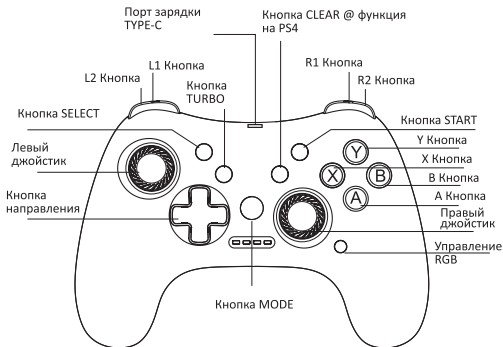 Порт зарядки
TYPE-C
Кнопка CLEAR @ функция
на PS4
L1 Кнопка
L2 Кнопка
Кнопка
TURBO
R1 Кнопка
R2 Кнопка
Кнопка SELECT
Кнопка START
Левый
джойстик
Y Кнопка
X Кнопка
B Кнопка
A Кнопка
Y
X
B
A
Кнопка
направления
Правый
джойстик
Управление
RGB
Кнопка MODE